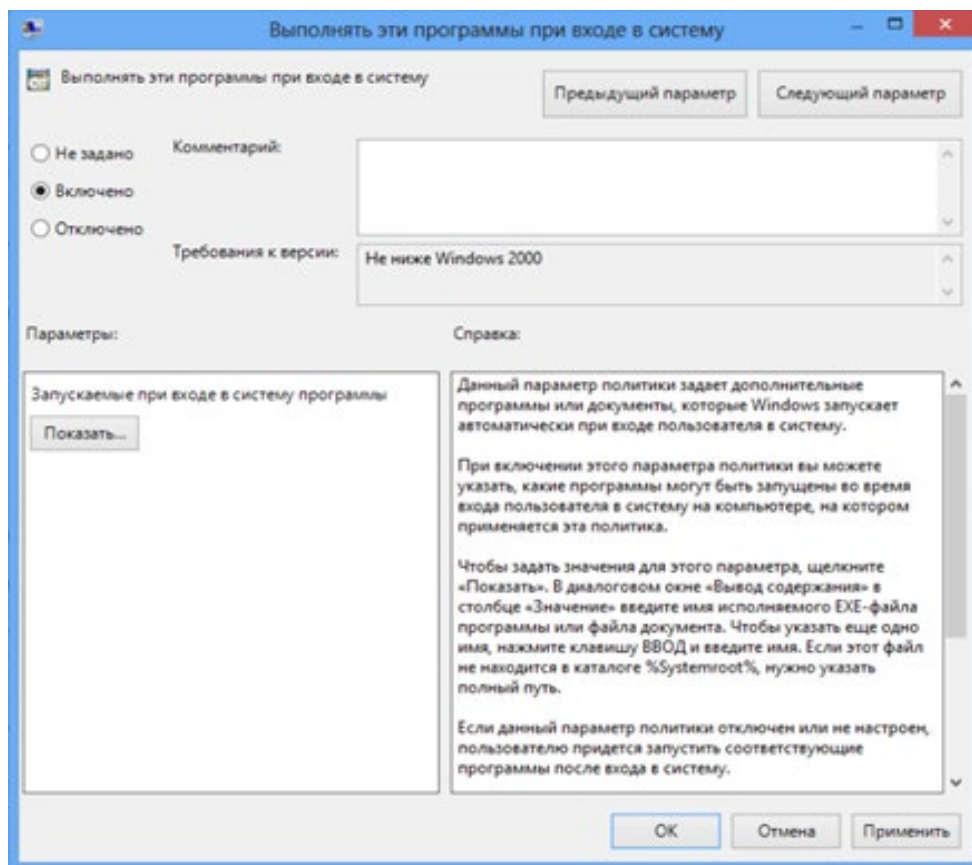 Выполнять эти программы при входе в систему
Выполнять эти программы при входе в систему
Предыдущий параметр
Следующий параметр
Не задано
Включено
Отключено
Комментарий:
Требования к версии:
Не ниже Windows 2000
Параметры:
Справка:
Запускаемые при входе в систему программы
Показать...
Данный параметр политики задает дополнительные
программы или документы, которые Windows запускает
автоматически при входе пользователя в систему.
При включении этого параметра политики вы можете
указать, какие программы могут быть запущены во время
входа пользователя в систему на компьютере, на котором
применяется эта политика.
Чтобы задать значения для этого параметра, щелкните
«Показать». В диалоговом окне «Вывод содержания» в
столбце «Значение» введите имя исполняемого EXE-файла
программы или файла документа. Чтобы указать еще одно
имя, нажмите клавишу ВВОД и введите имя. Если этот файл
не находится в каталоге %Systemroot%, нужно указать
полный путь.
Если данный параметр политики отключен или не настроен,
пользователю придется запустить соответствующие
программы после входа в систему.
ОК
Отмена
Применить